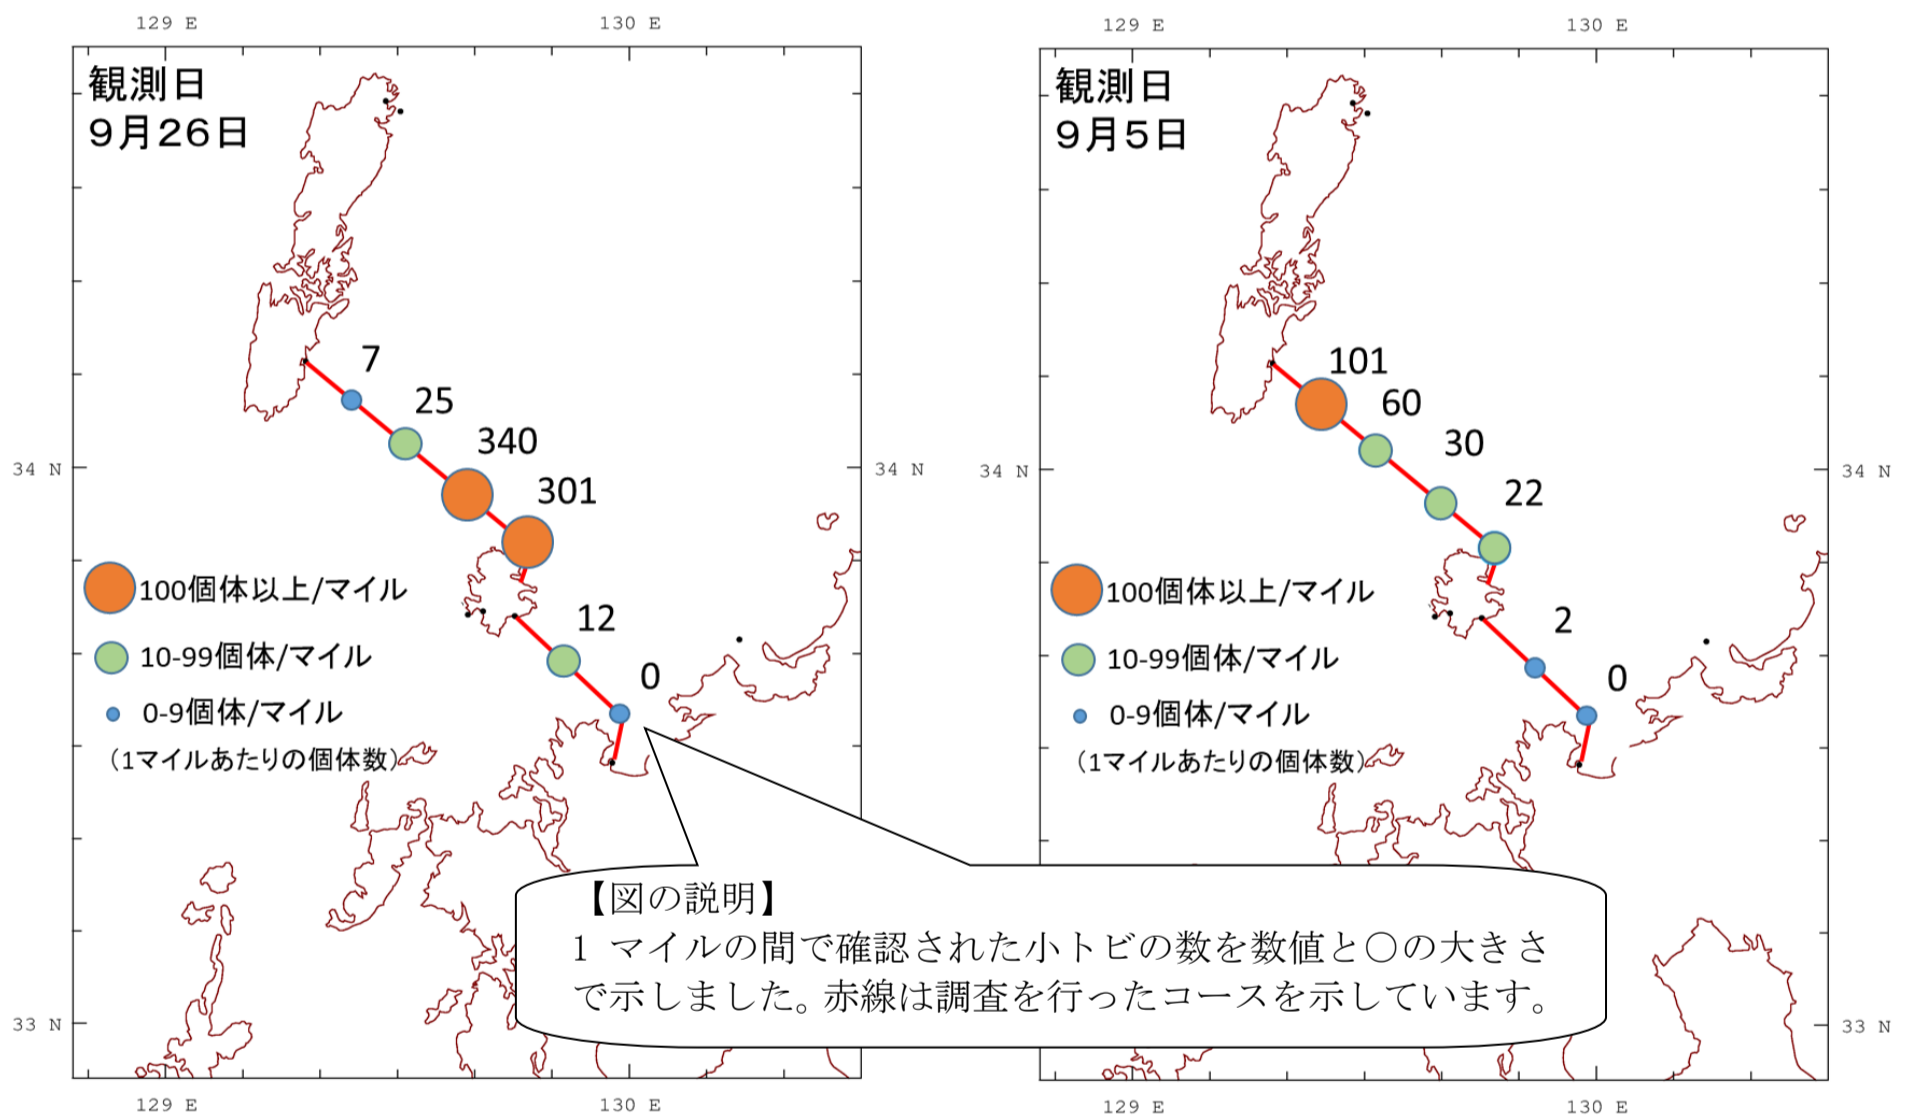 129 E
130 E
観測日
9月26日
7
25
340
34 N
34 N
301
100個体以上/マイル
12
10-99個体/マイル
0
0-9個体/マイル
(1マイルあたりの個体数)
33 N
129 E
130 E
129 E
130 E
観測日
9月5日
101
60
30
34 N
34 N
22
100個体以上/マイル
2
10-99個体/マイル
0
0-9個体/マイル
(1マイルあたりの個体数)
33 N
129 E
130 E
【図の説明】
1 マイルの間で確認された小トビの数を数値と〇の大きさ
で示しました。赤線は調査を行ったコースを示しています。